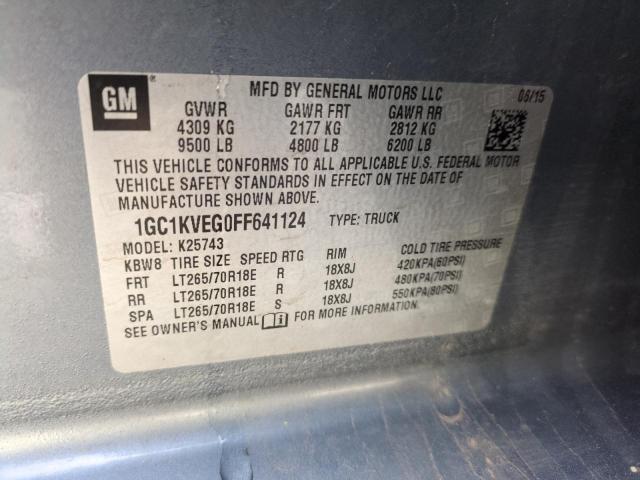 GM
MFD BY GENERAL MOTORS LLC 06/15
GVWR GAWR FRT GAWR RR
4309 KG 2177 KG 2812 KG
9500 LB 4800 LB 6200 LB
THIS VEHICLE CONFORMS TO ALL APPLICABLE U.S. FEDERAL MOTOR
VEHICLE SAFETY STANDARDS IN EFFECT ON THE DATE OF
MANUFACTURE SHOWN ABOVE.
1GC1KVEG0FF641124 TYPE: TRUCK
MODEL: K25743
KBW8 TIRE SIZE SPEED RTG RIM COLD TIRE PRESSURE
FRT LT265/70R18E R 18X8J 420KPA(60PSI)
RR LT265/70R18E R 18X8J 480KPA(70PSI)
SPA LT265/70R18E S 18X8J 550KPA(80PSI)
SEE OWNER'S MANUAL FOR MORE INFORMATION.